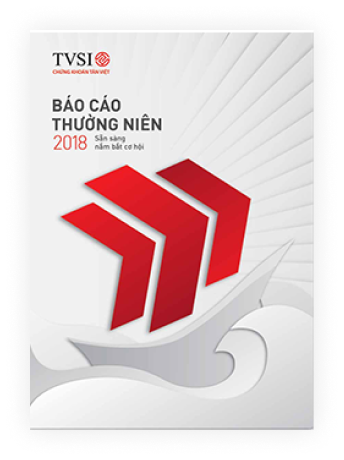 TVSI
CHỨNG KHOÁN TÂN VIỆT
BÁO CÁO
THƯỜNG NIÊN
2018 Sẵn sàng
nắm bắt cơ hội